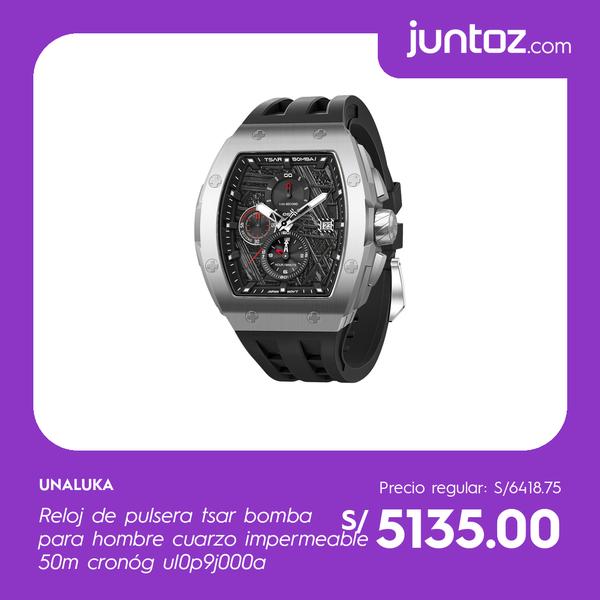 juntoz.com
TSAR BOMBA
UNALUKA
Precio regular: S/6418.75
Reloj de pulsera tsar bomba
para hombre cuarzo impermeable
50m cronóg ul0p9j000a
S/ 5135.00